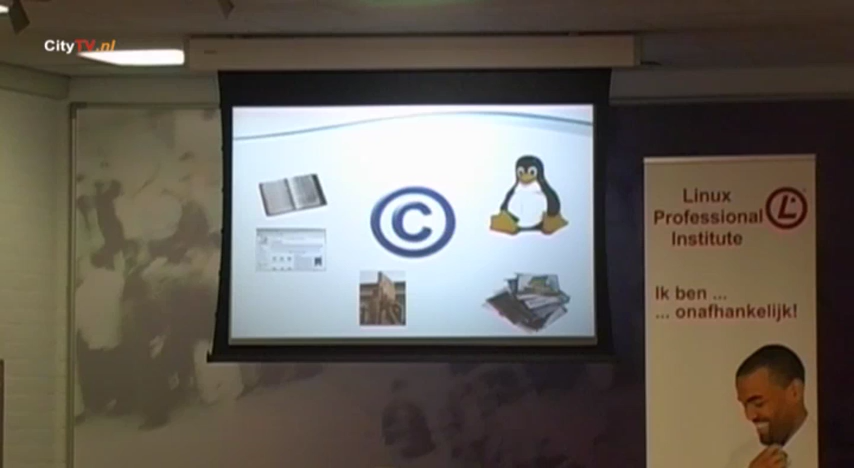 CityTV.nl
©
Linux
Professional
Institute
Ik ben ...
... onafhankelijk!